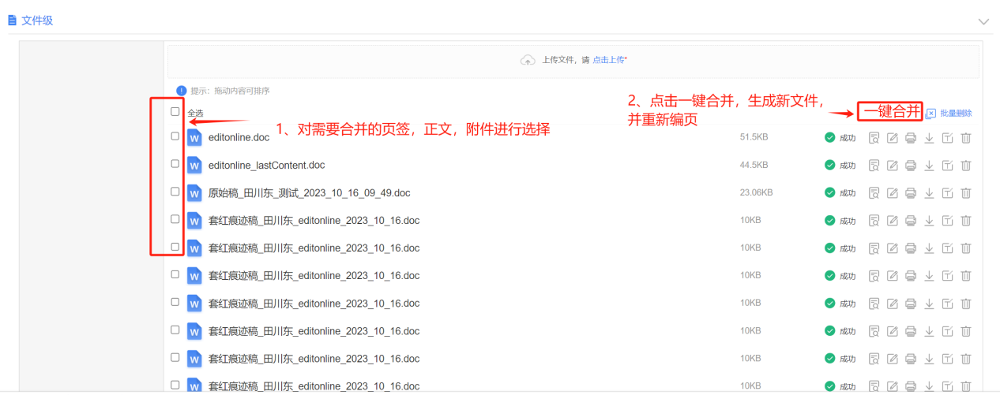 文件级
上传文件，请 点击上传*
提示：拖动内容可排序
2、点击一键合并，生成新文件，
并重新编页
全选
一键合并 批量删除
1、对需要合并的页签，正文，附件进行选择
editonline.doc 51.5KB 成功
editonline_lastContent.doc 44.5KB 成功
原始稿_田川东_测试_2023_10_16_09_49.doc 23.06KB 成功
套红痕迹稿_田川东_editonline_2023_10_16.doc 10KB 成功
套红痕迹稿_田川东_editonline_2023_10_16.doc 10KB 成功
套红痕迹稿_田川东_editonline_2023_10_16.doc 10KB 成功
套红痕迹稿_田川东_editonline_2023_10_16.doc 10KB 成功
套红痕迹稿_田川东_editonline_2023_10_16.doc 10KB 成功
套红痕迹稿_田川东_editonline_2023_10_16.doc 10KB 成功
套红痕迹稿_田川东_editonline_2023_10_16.doc 10KB 成功